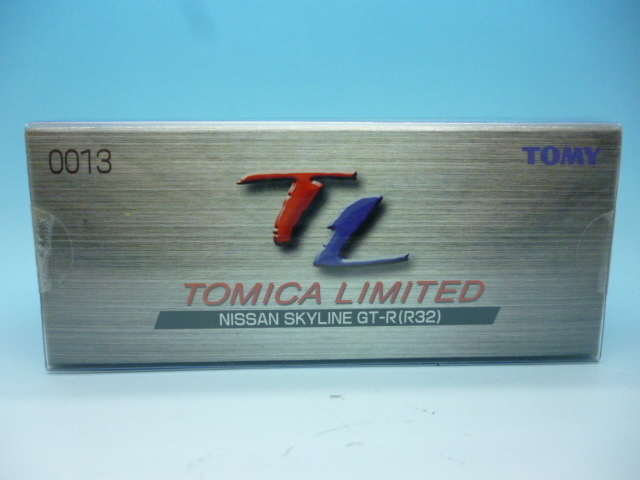 0013
TOMY
TL
TOMICA LIMITED
NISSAN SKYLINE GT-R(R32)